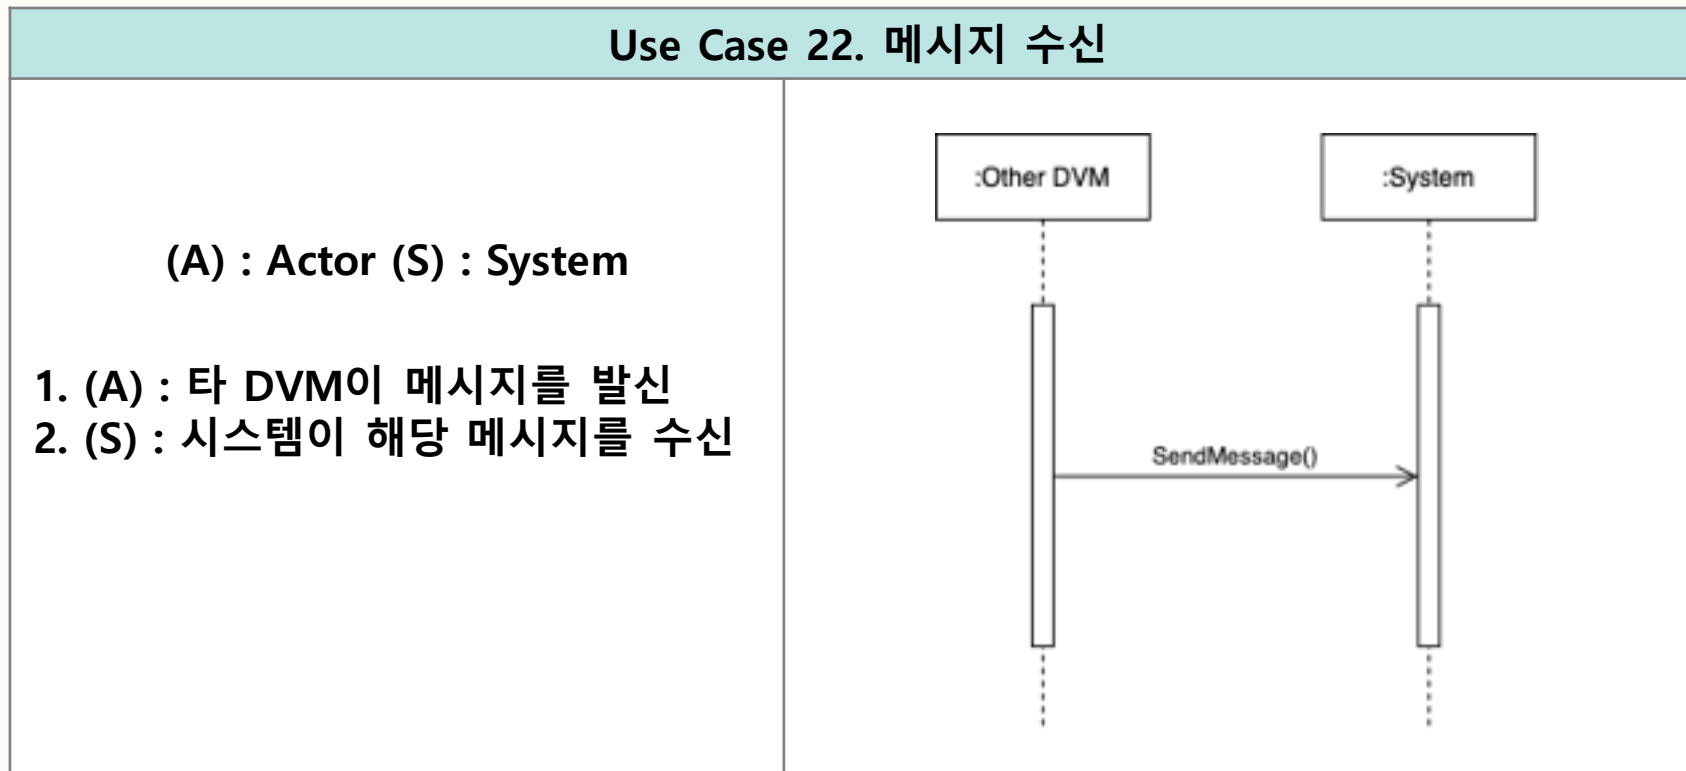 Use Case 22. 메시지 수신
(A) : Actor (S) : System
1. (A) : 타 DVM이 메시지를 발신
2. (S) : 시스템이 해당 메시지를 수신
:Other DVM
:System
SendMessage()